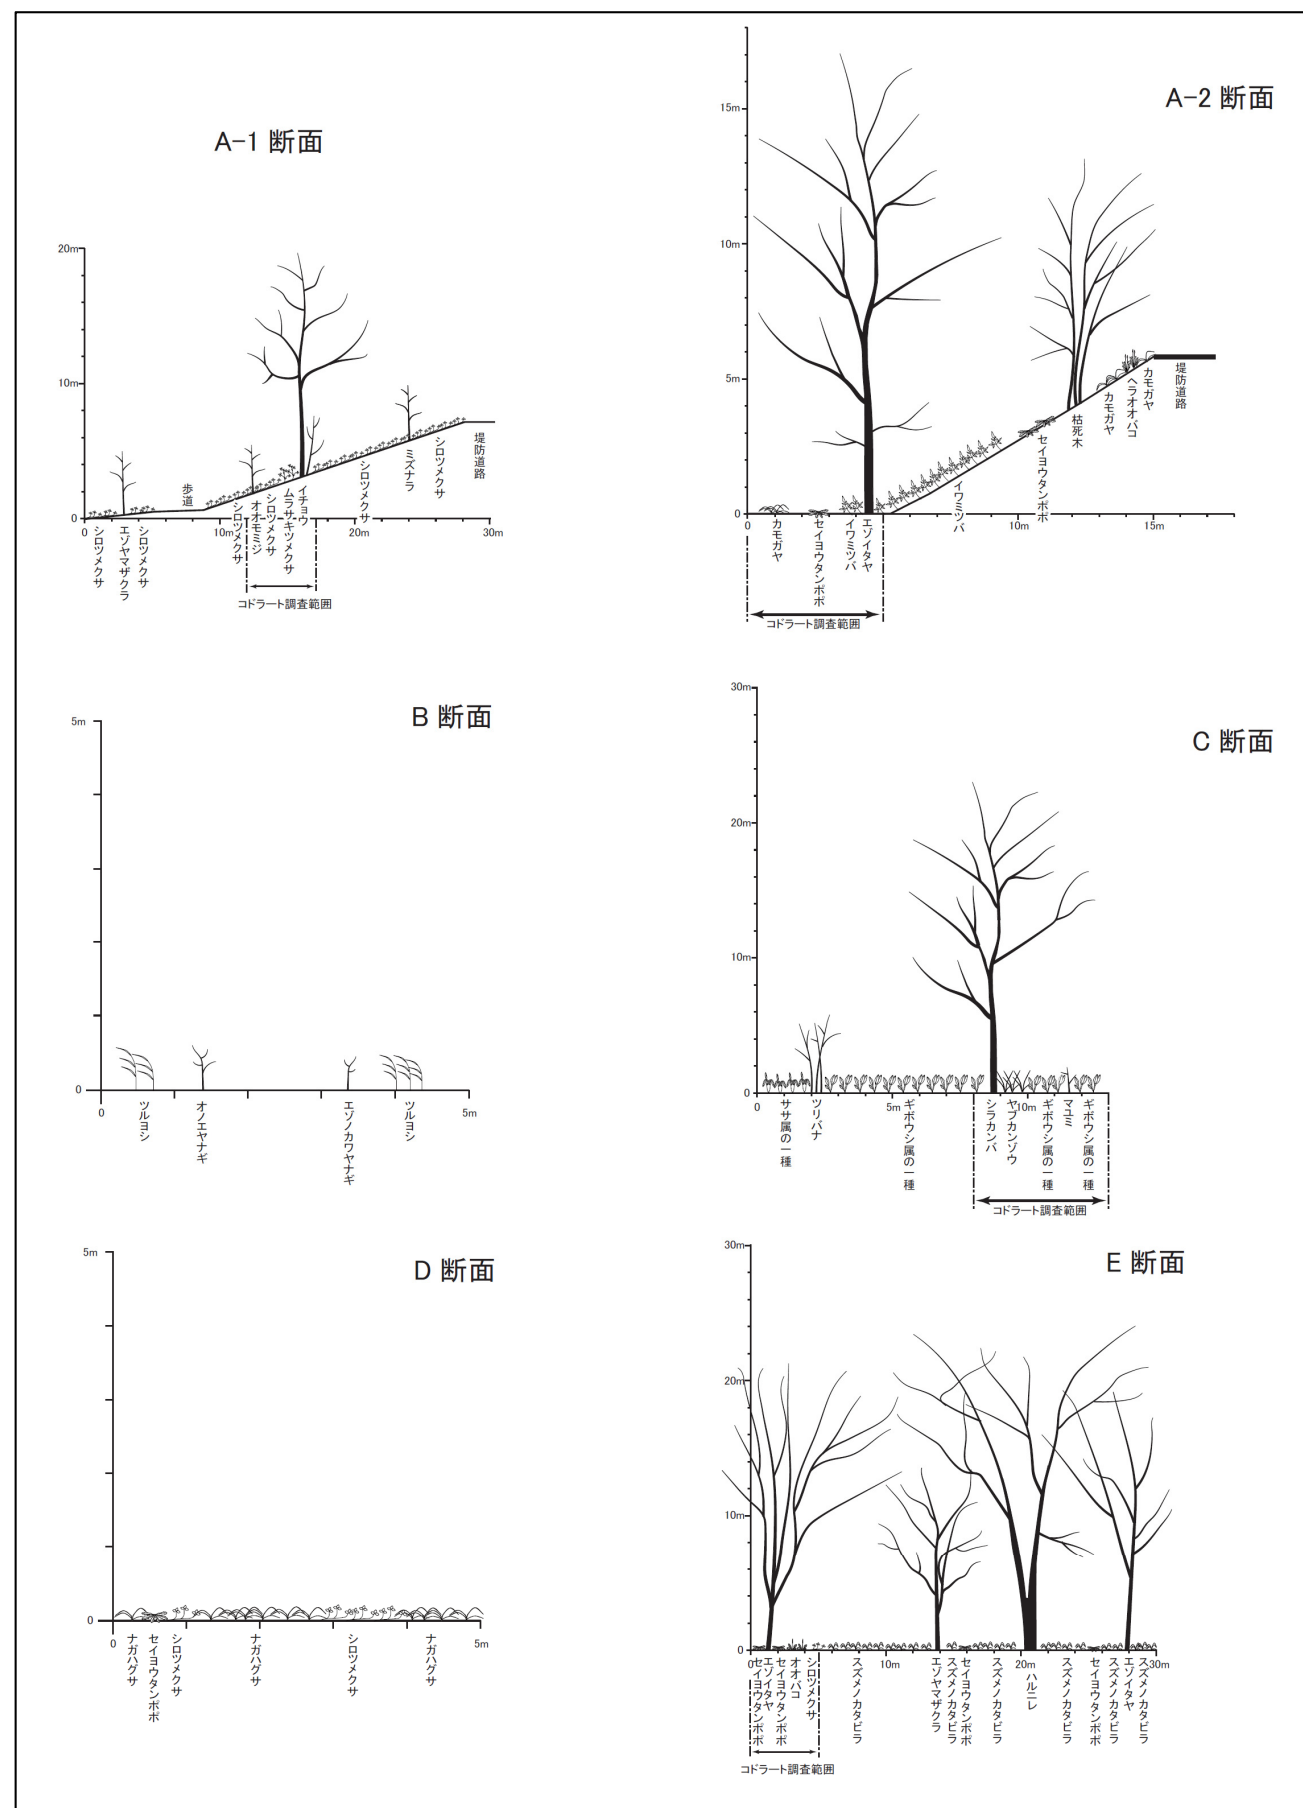 A-1 断面
20m
10m
0
0
10m
20m
30m
シロツメクサ
エゾヤマザクラ
シロツメクサ
歩道
シロツメクサ
オオモミジ
シロツメクサ
ムラサキツメクサ
イチョウ
シロツメクサ
ミズナラ
シロツメクサ
堤防道路
コドラート調査範囲
A-2 断面
15m
10m
5m
0
0
10m
15m
カモガヤ
セイヨウタンポポ
イワミツバ
エゾイタヤ
イワミツバ
セイヨウタンポポ
枯死木
カモガヤ
ヘラオオバコ
カモガヤ
堤防道路
コドラート調査範囲
B 断面
5m
0
0
5m
ツルヨシ
オノエヤナギ
エゾノカワヤナギ
ツルヨシ
C 断面
30m
20m
10m
0
0
5m
10m
ササ属の一種
ツリバナ
ギボウシ属の一種
シラカンバ
ヤブカンゾウ
ギボウシ属の一種
マユミ
ギボウシ属の一種
コドラート調査範囲
D 断面
5m
0
0
5m
ナガハグサ
セイヨウタンポポ
シロツメクサ
ナガハグサ
シロツメクサ
ナガハグサ
E 断面
30m
20m
10m
0
0
10m
20m
30m
セイヨウタンポポ
エゾイタヤ
セイヨウタンポポ
オオバコ
シロツメクサ
スズメノカタビラ
エゾヤマザクラ
スズメノカタビラ
セイヨウタンポポ
スズメノカタビラ
ハルニレ
スズメノカタビラ
セイヨウタンポポ
スズメノカタビラ
エゾイタヤ
スズメノカタビラ
コドラート調査範囲